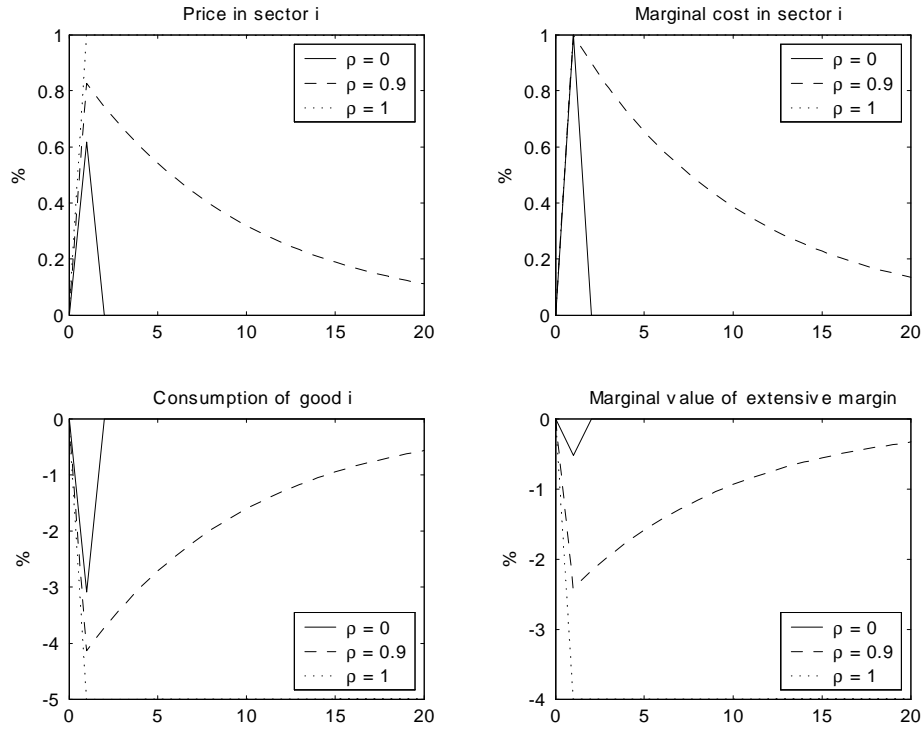 Price in sector i
%
1
0.8
0.6
0.4
0.2
0
0 5 10 15 20
ρ = 0
ρ = 0.9
ρ = 1
Marginal cost in sector i
%
1
0.8
0.6
0.4
0.2
0
0 5 10 15 20
ρ = 0
ρ = 0.9
ρ = 1
Consumption of good i
%
0
-1
-2
-3
-4
-5
0 5 10 15 20
ρ = 0
ρ = 0.9
ρ = 1
Marginal value of extensive margin
%
0
-1
-2
-3
-4
0 5 10 15 20
ρ = 0
ρ = 0.9
ρ = 1